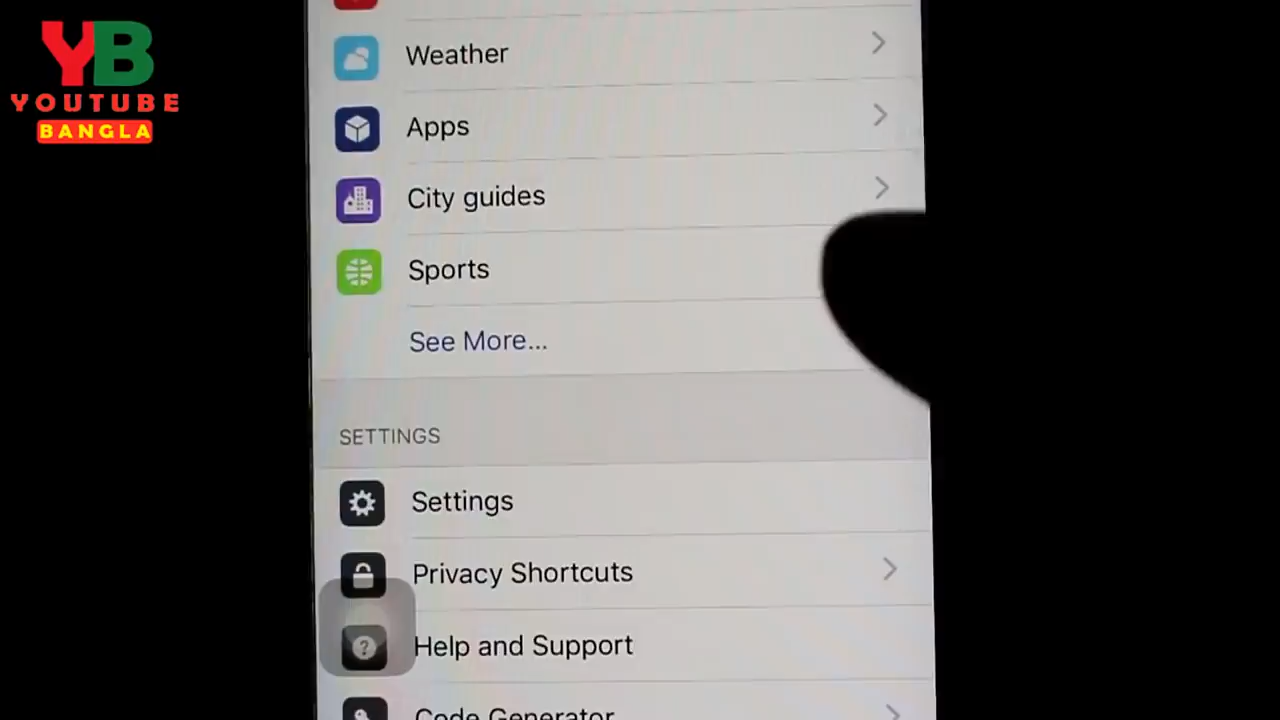 YB
YOUTUBE
BANGLA
Weather
Apps
City guides
Sports
See More...
SETTINGS
Settings
Privacy Shortcuts
Help and Support
Code Generator